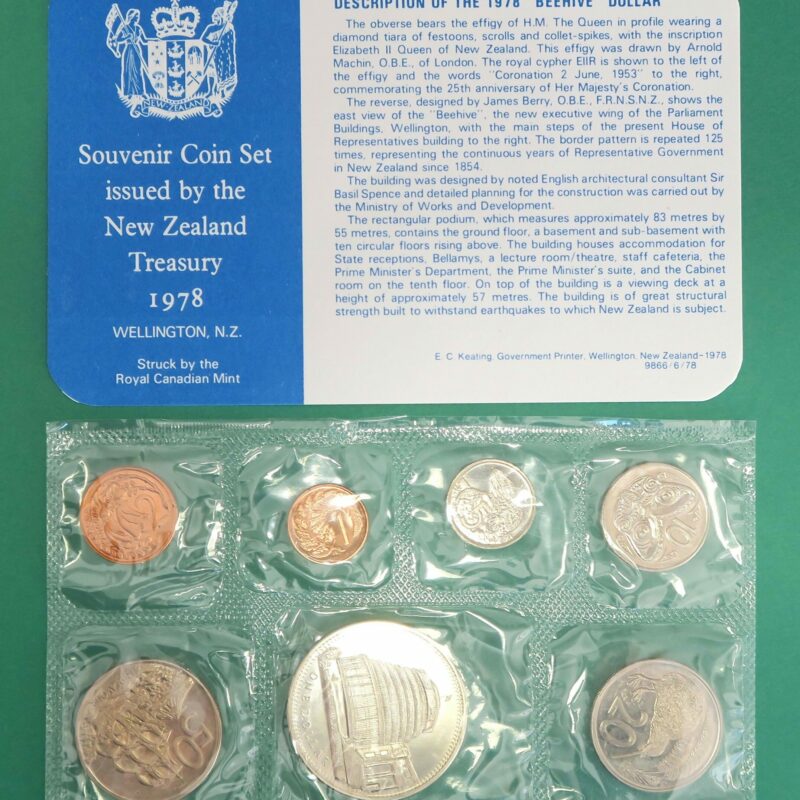 NEW ZEALAND
Souvenir Coin Set
issued by the
New Zealand
Treasury
1978
WELLINGTON, N.Z.
Struck by the
Royal Canadian Mint
DESCRIPTION OF THE 1978 "BEEHIVE" DOLLAR
The obverse bears the effigy of H.M. The Queen in profile wearing a
diamond tiara of festoons, scrolls and collet-spikes, with the inscription
Elizabeth II Queen of New Zealand. This effigy was drawn by Arnold
Machin, O.B.E., of London. The royal cypher EIIR is shown to the left of
the effigy and the words "Coronation 2 June, 1953" to the right,
commemorating the 25th anniversary of Her Majesty's Coronation.
The reverse, designed by James Berry, O.B.E., F.R.N.S.N.Z., shows the
east view of the "Beehive", the new executive wing of the Parliament
Buildings, Wellington, with the main steps of the present House of
Representatives building to the right. The border pattern is repeated 125
times, representing the continuous years of Representative Government
in New Zealand since 1854.
The building was designed by noted English architectural consultant Sir
Basil Spence and detailed planning for the construction was carried out by
the Ministry of Works and Development.
The rectangular podium, which measures approximately 83 metres by
55 metres, contains the ground floor, a basement and sub-basement with
ten circular floors rising above. The building houses accommodation for
State receptions, Bellamys, a lecture room/theatre, staff cafeteria, the
Prime Minister's Department, the Prime Minister's suite, and the Cabinet
room on the tenth floor. On top of the building is a viewing deck at a
height of approximately 57 metres. The building is of great structural
strength built to withstand earthquakes to which New Zealand is subject.
E. C. Keating, Government Printer, Wellington, New Zealand-1978
9866/6/78
2
1
10
50
20